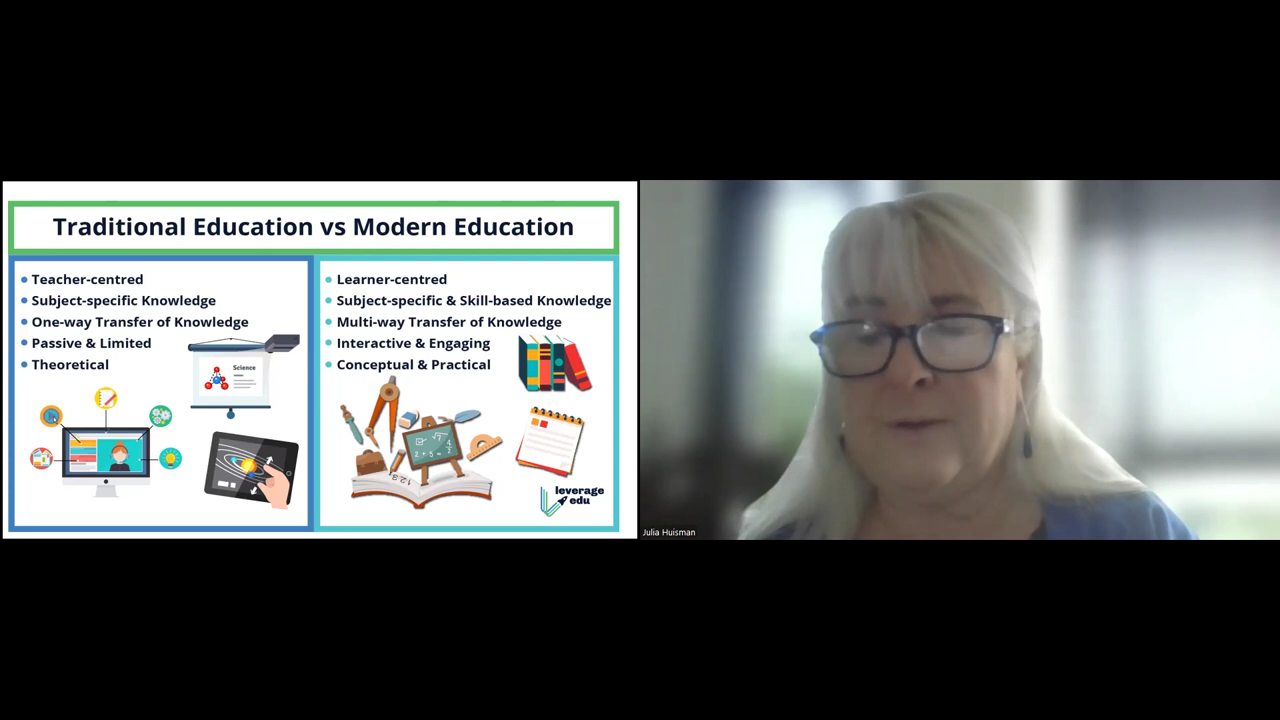 Traditional Education vs Modern Education
Teacher-centred
Subject-specific Knowledge
One-way Transfer of Knowledge
Passive & Limited
Theoretical
Science
Learner-centred
Subject-specific & Skill-based Knowledge
Multi-way Transfer of Knowledge
Interactive & Engaging
Conceptual & Practical
leverage
edu
Julia Huisman